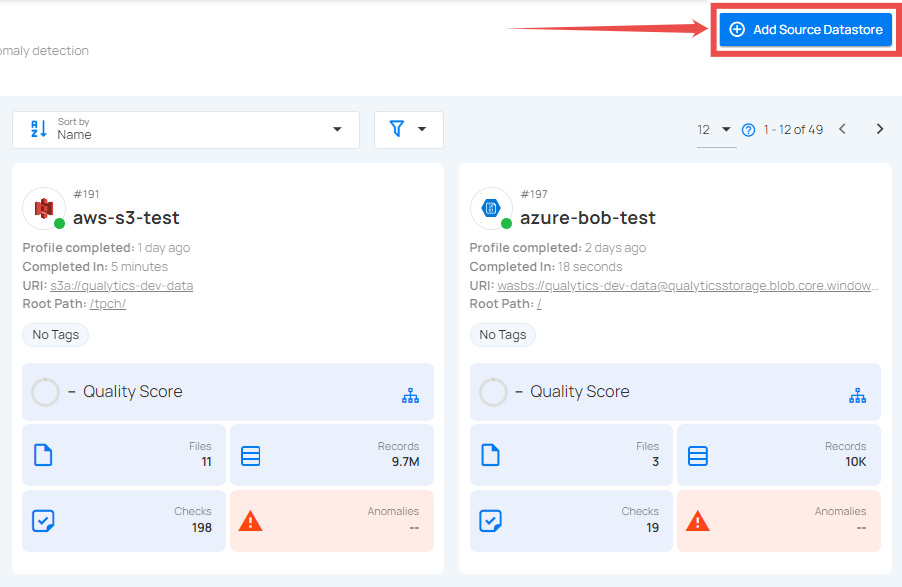 Add Source Datastore
omaly detection
Sort by
Name
12
1 - 12 of 49
#191
aws-s3-test
Profile completed: 1 day ago
Completed In: 5 minutes
URI: s3a://qualytics-dev-data
Root Path: /tpch/
No Tags
– Quality Score
Files
11
Records
9.7M
Checks
198
Anomalies
--
#197
azure-bob-test
Profile completed: 2 days ago
Completed In: 18 seconds
URI: wasbs://qualytics-dev-data@qualyticsstorage.blob.core.window...
Root Path: /
No Tags
– Quality Score
Files
3
Records
10K
Checks
19
Anomalies
--